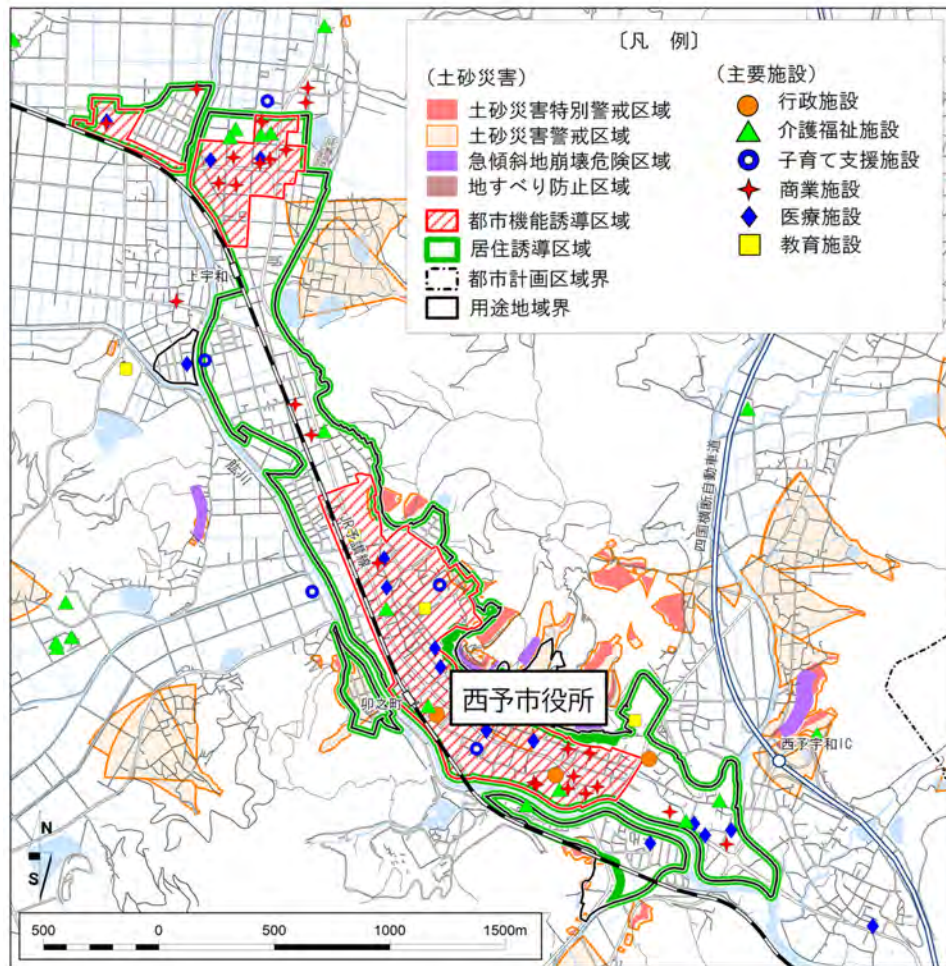 〔凡 例〕
(土砂災害)
土砂災害特別警戒区域
土砂災害警戒区域
急傾斜地崩壊危険区域
地すべり防止区域
都市機能誘導区域
居住誘導区域
都市計画区域界
用途地域界
(主要施設)
行政施設
介護福祉施設
子育て支援施設
商業施設
医療施設
教育施設
上宇和
JR予讃線
四国横断自動車道
西予市役所
卯之町
西予宇和IC
N
S
500 0 500 1000 1500m